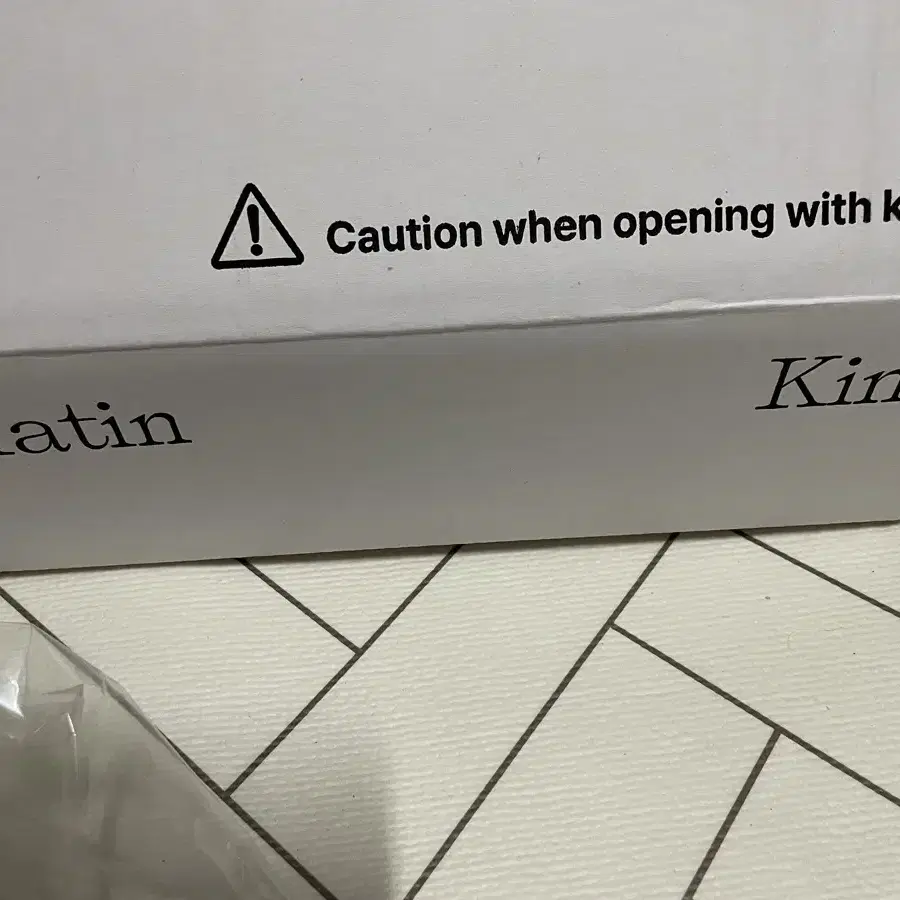 Caution when opening with k
atin Kin